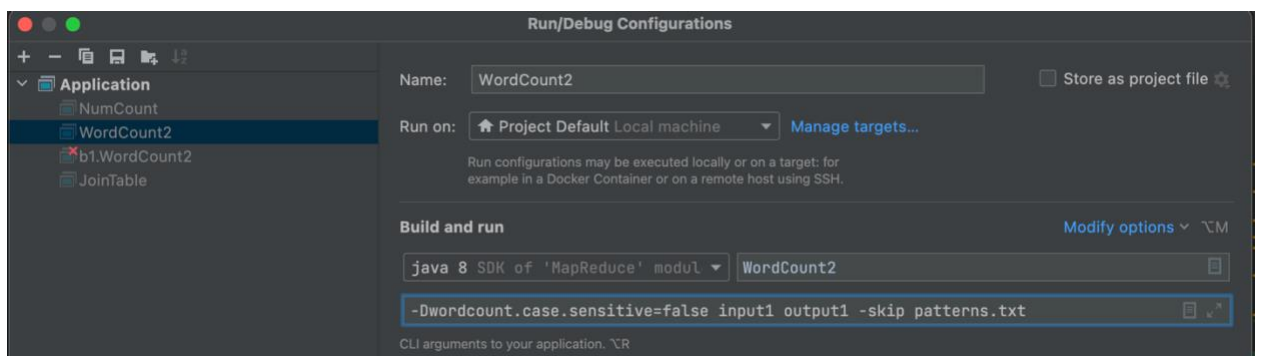 Run/Debug Configurations
Application
NumCount
WordCount2
b1.WordCount2
JoinTable
Name: WordCount2 Store as project file
Run on: Project Default Local machine Manage targets...
Run configurations may be executed locally or on a target: for
example in a Docker Container or on a remote host using SSH.
Build and run Modify options ⌥M
java 8 SDK of 'MapReduce' modul WordCount2
-Dwordcount.case.sensitive=false input1 output1 -skip patterns.txt
CLI arguments to your application. ⌥R